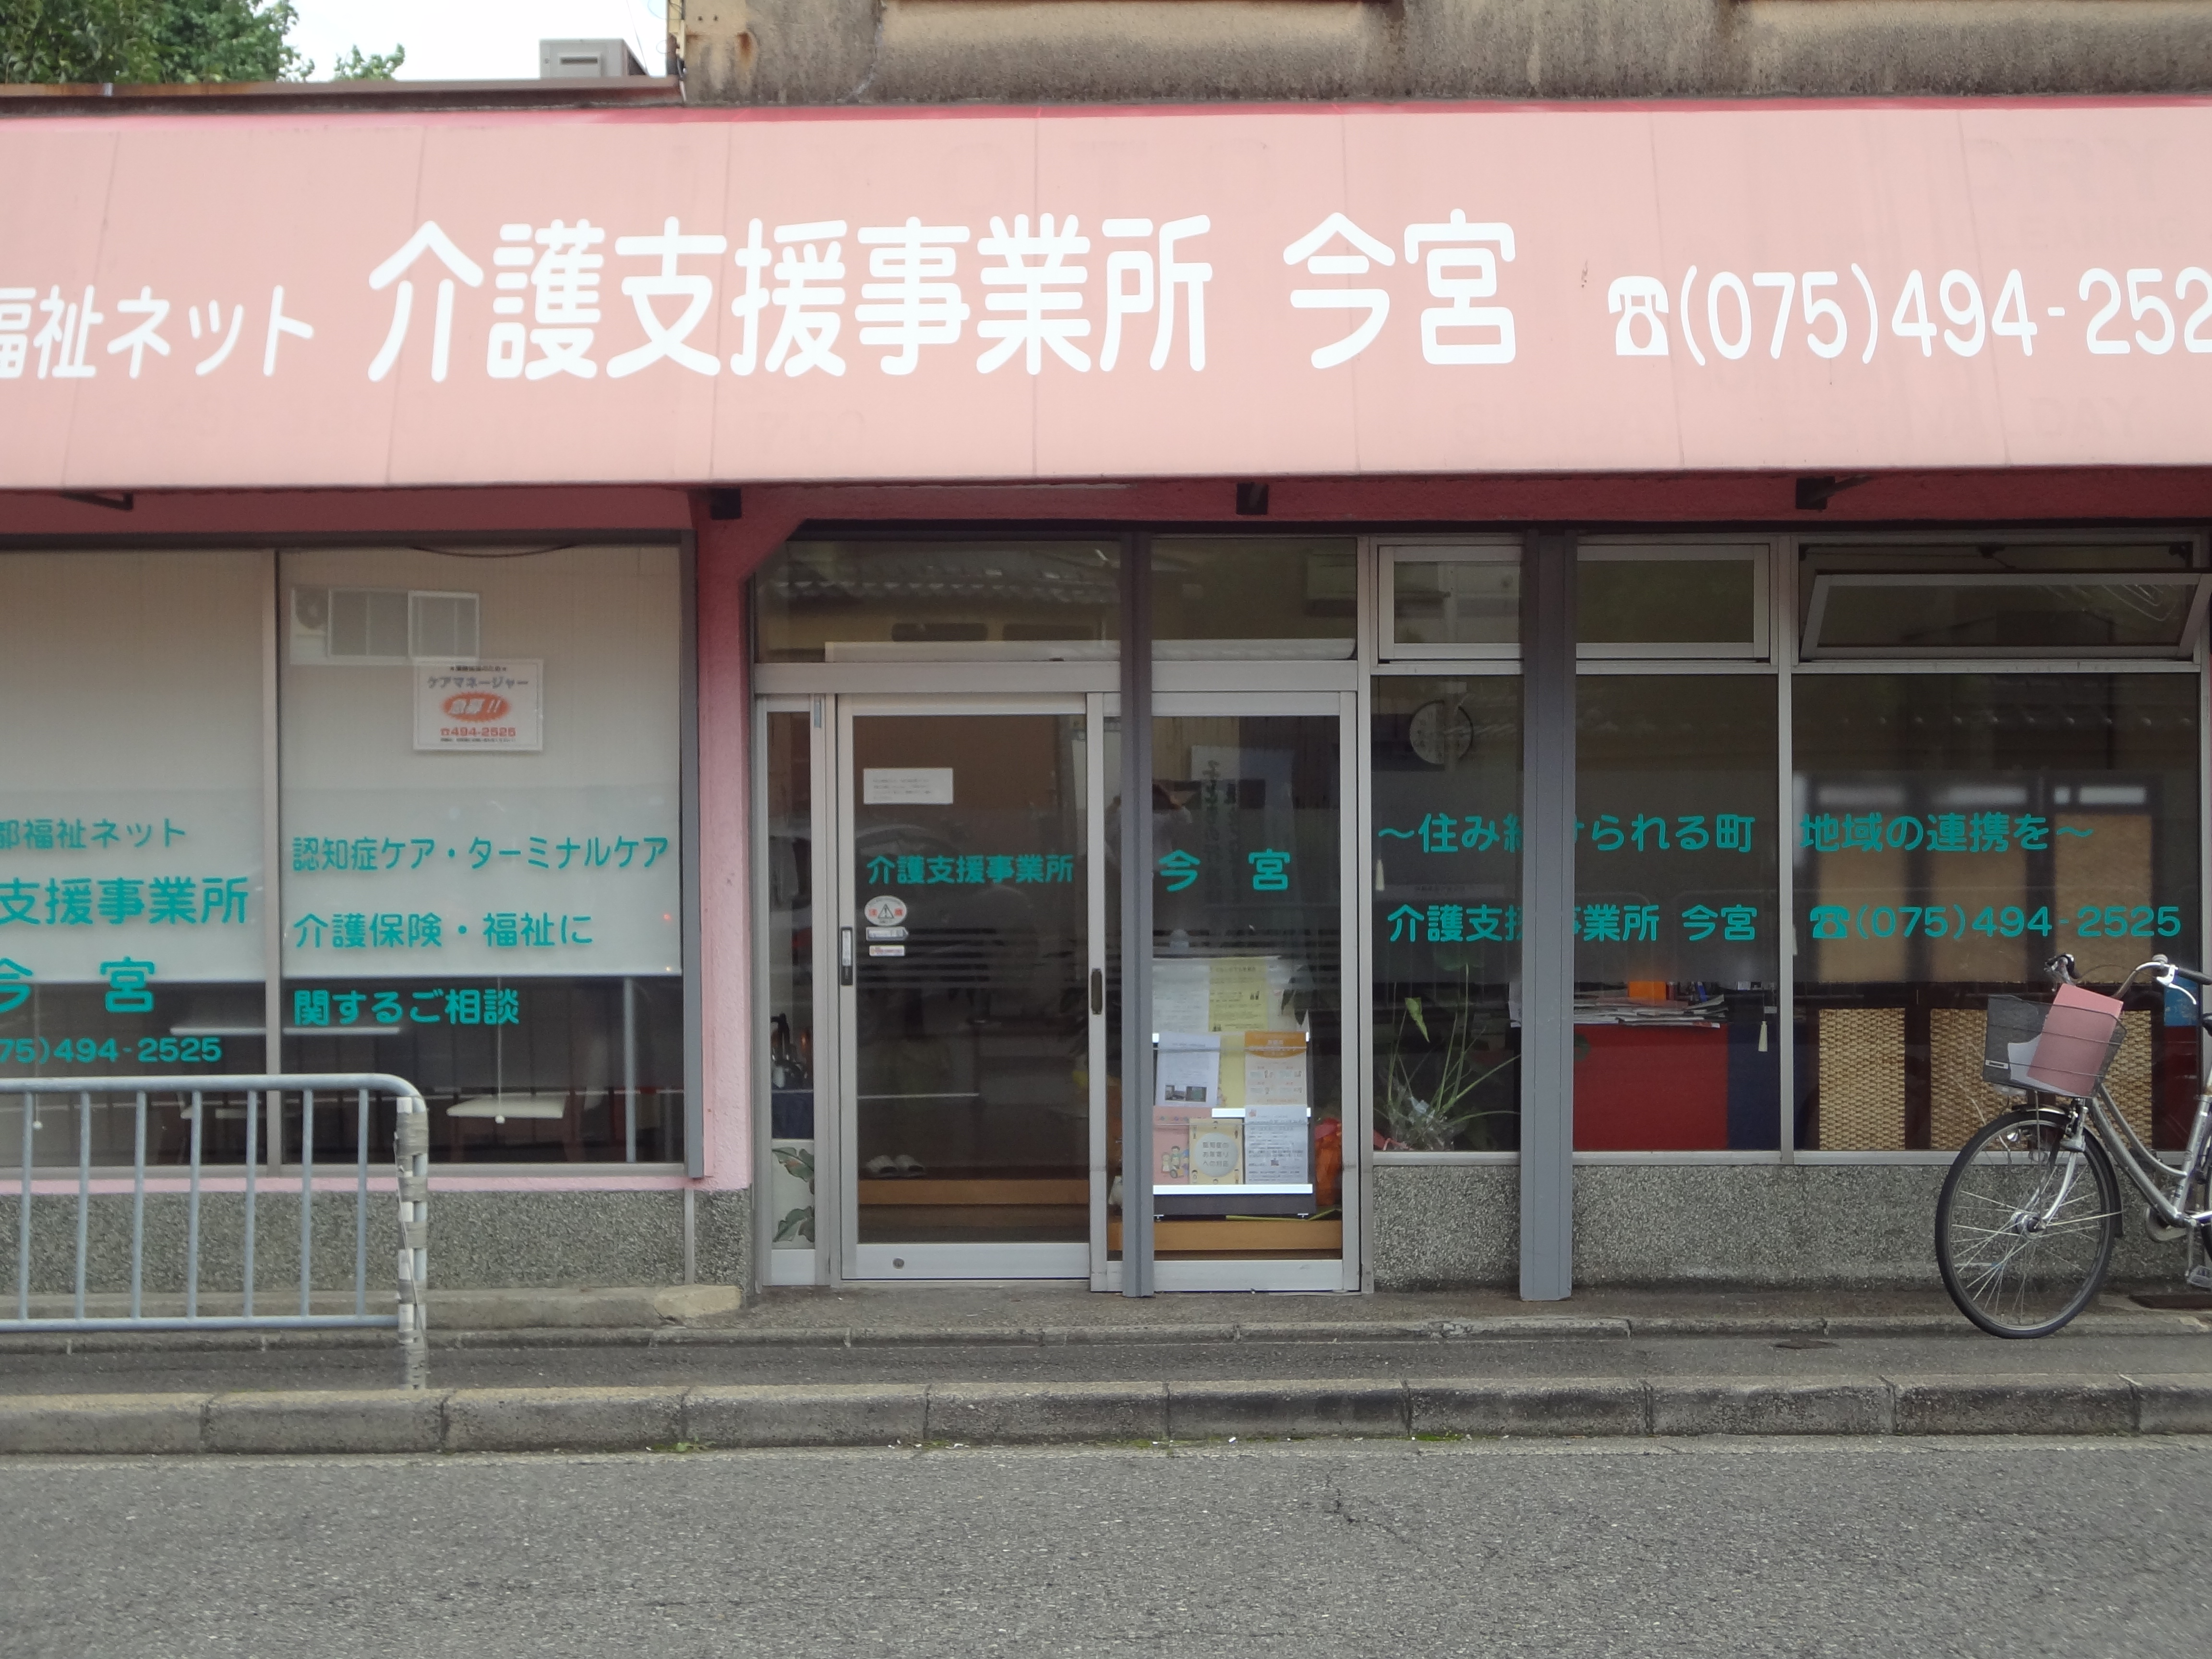 福祉ネット 介護支援事業所 今宮 ☎(075)494-252
ケアマネージャー
急募!!
☎494-2525
都福祉ネット
支援事業所
今 宮
75)494-2525
認知症ケア・ターミナルケア
介護保険・福祉に
関するご相談
介護支援事業所 今 宮
～住み続けられる町 地域の連携を～
介護支援事業所 今宮 ☎(075)494-2525